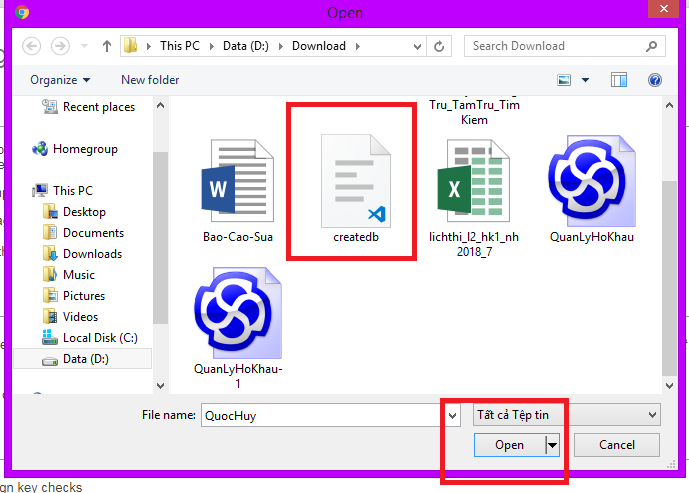 Open
This PC
Data (D:)
Download
Search Download
Organize
New folder
Recent places
Homegroup
This PC
Desktop
Documents
Downloads
Music
Pictures
Videos
Local Disk (C:)
Data (D:)
Tru_TamTru_Tim
Kiem
Bao-Cao-Sua
createdb
lichthi_l2_hk1_nh
2018_7
QuanLyHoKhau
QuanLyHoKhau-
1
File name:
QuocHuy
Tất cả Tệp tin
Open
Cancel
gn key checks